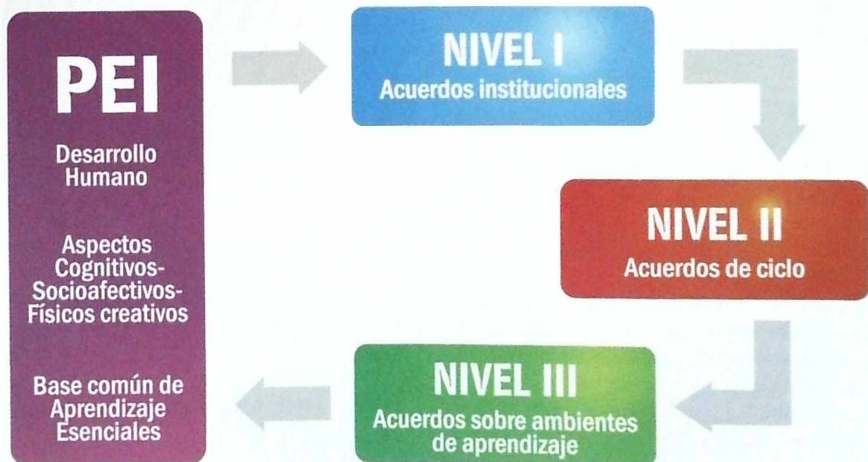 PEI
Desarrollo
Humano
Aspectos
Cognitivos-
Socioafectivos-
Físicos creativos
Base común de
Aprendizaje
Esenciales
NIVEL I
Acuerdos institucionales
NIVEL II
Acuerdos de ciclo
NIVEL III
Acuerdos sobre ambientes
de aprendizaje